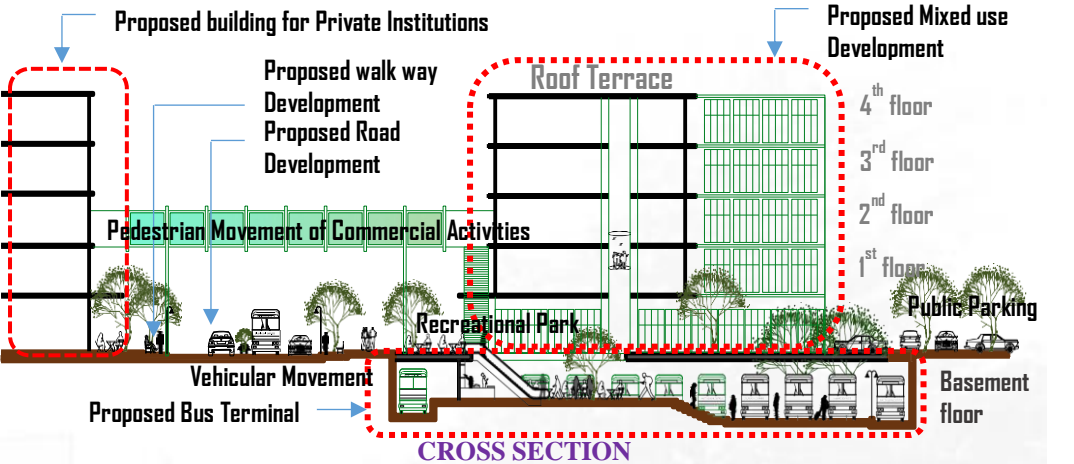 Proposed building for Private Institutions
Proposed Mixed use
Development
Proposed walk way
Development
Proposed Road
Development
Roof Terrace
4th floor
3rd floor
2nd floor
1st floor
Pedestrian Movement of Commercial Activities
Recreational Park
Public Parking
Vehicular Movement
Basement
floor
Proposed Bus Terminal
CROSS SECTION